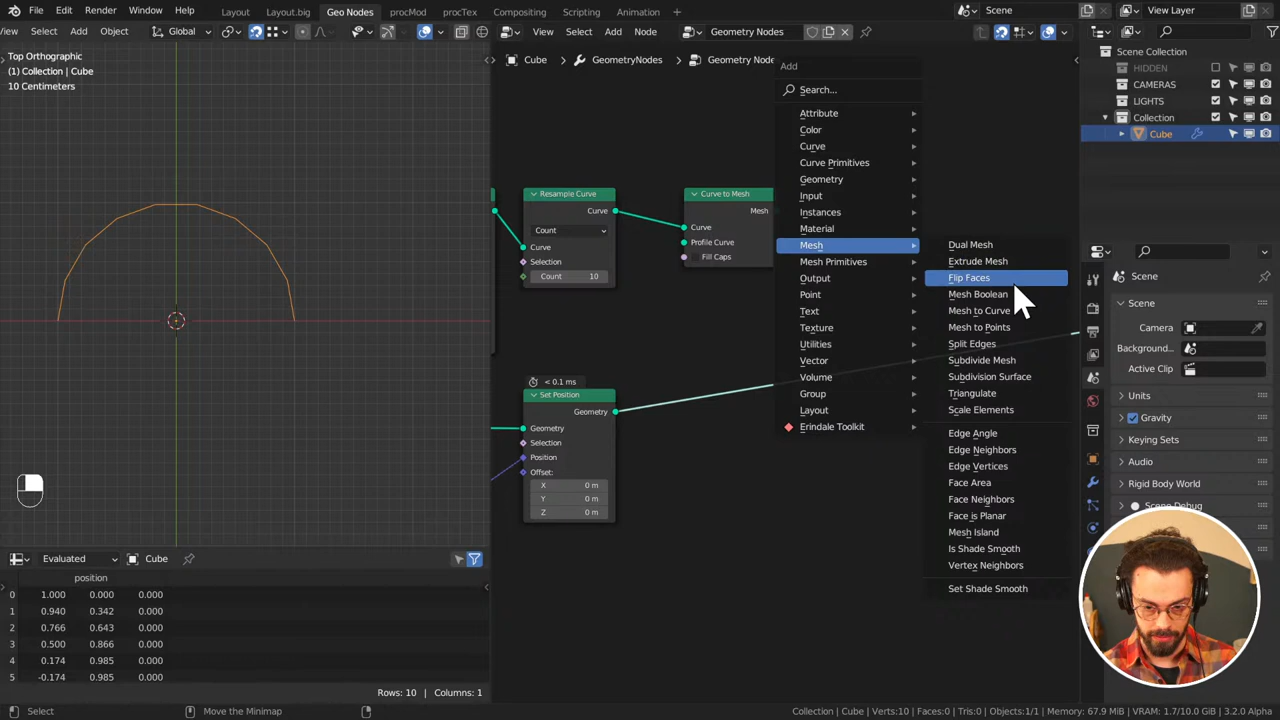 File Edit Render Window Help Layout Layout.big Geo Nodes procMod procTex Compositing Scripting Animation Scene View Layer
Select Add Object Global
View Select Add Node Geometry Nodes
Top Orthographic
(1) Collection | Cube
10 Centimeters
Cube GeometryNodes Geometry Node
Add
Search...
Attribute
Color
Curve
Curve Primitives
Geometry
Input
Instances
Material
Mesh
Mesh Primitives
Output
Point
Text
Texture
Utilities
Vector
Volume
Group
Layout
Erindale Toolkit
Dual Mesh
Extrude Mesh
Flip Faces
Mesh Boolean
Mesh to Curve
Mesh to Points
Split Edges
Subdivide Mesh
Subdivision Surface
Triangulate
Scale Elements
Edge Angle
Edge Neighbors
Edge Vertices
Face Area
Face Neighbors
Face is Planar
Mesh Island
Is Shade Smooth
Vertex Neighbors
Set Shade Smooth
Resample Curve
Curve
Count
Curve
Selection
Count 10
Curve to Mesh
Mesh
Curve
Profile Curve
Fill Caps
< 0.1 ms
Set Position
Geometry
Geometry
Selection
Position
Offset:
X 0 m
Y 0 m
Z 0 m
Scene Collection
HIDDEN
CAMERAS
LIGHTS
Collection
Cube
Scene
Scene
Camera
Background...
Active Clip
Units
Gravity
Keying Sets
Audio
Rigid Body World
Scene Debug
Evaluated Cube
position
0 1.000 0.000 0.000
1 0.940 0.342 0.000
2 0.766 0.643 0.000
3 0.500 0.866 0.000
4 0.174 0.985 0.000
5 -0.174 0.985 0.000
Rows: 10 | Columns: 1
Select Move the Minimap Collection | Cube | Verts:10 | Faces:0 | Tris:0 | Objects:1/1 | Memory: 67.9 MiB | VRAM: 1.7/10.0 GiB | 3.2.0 Alpha